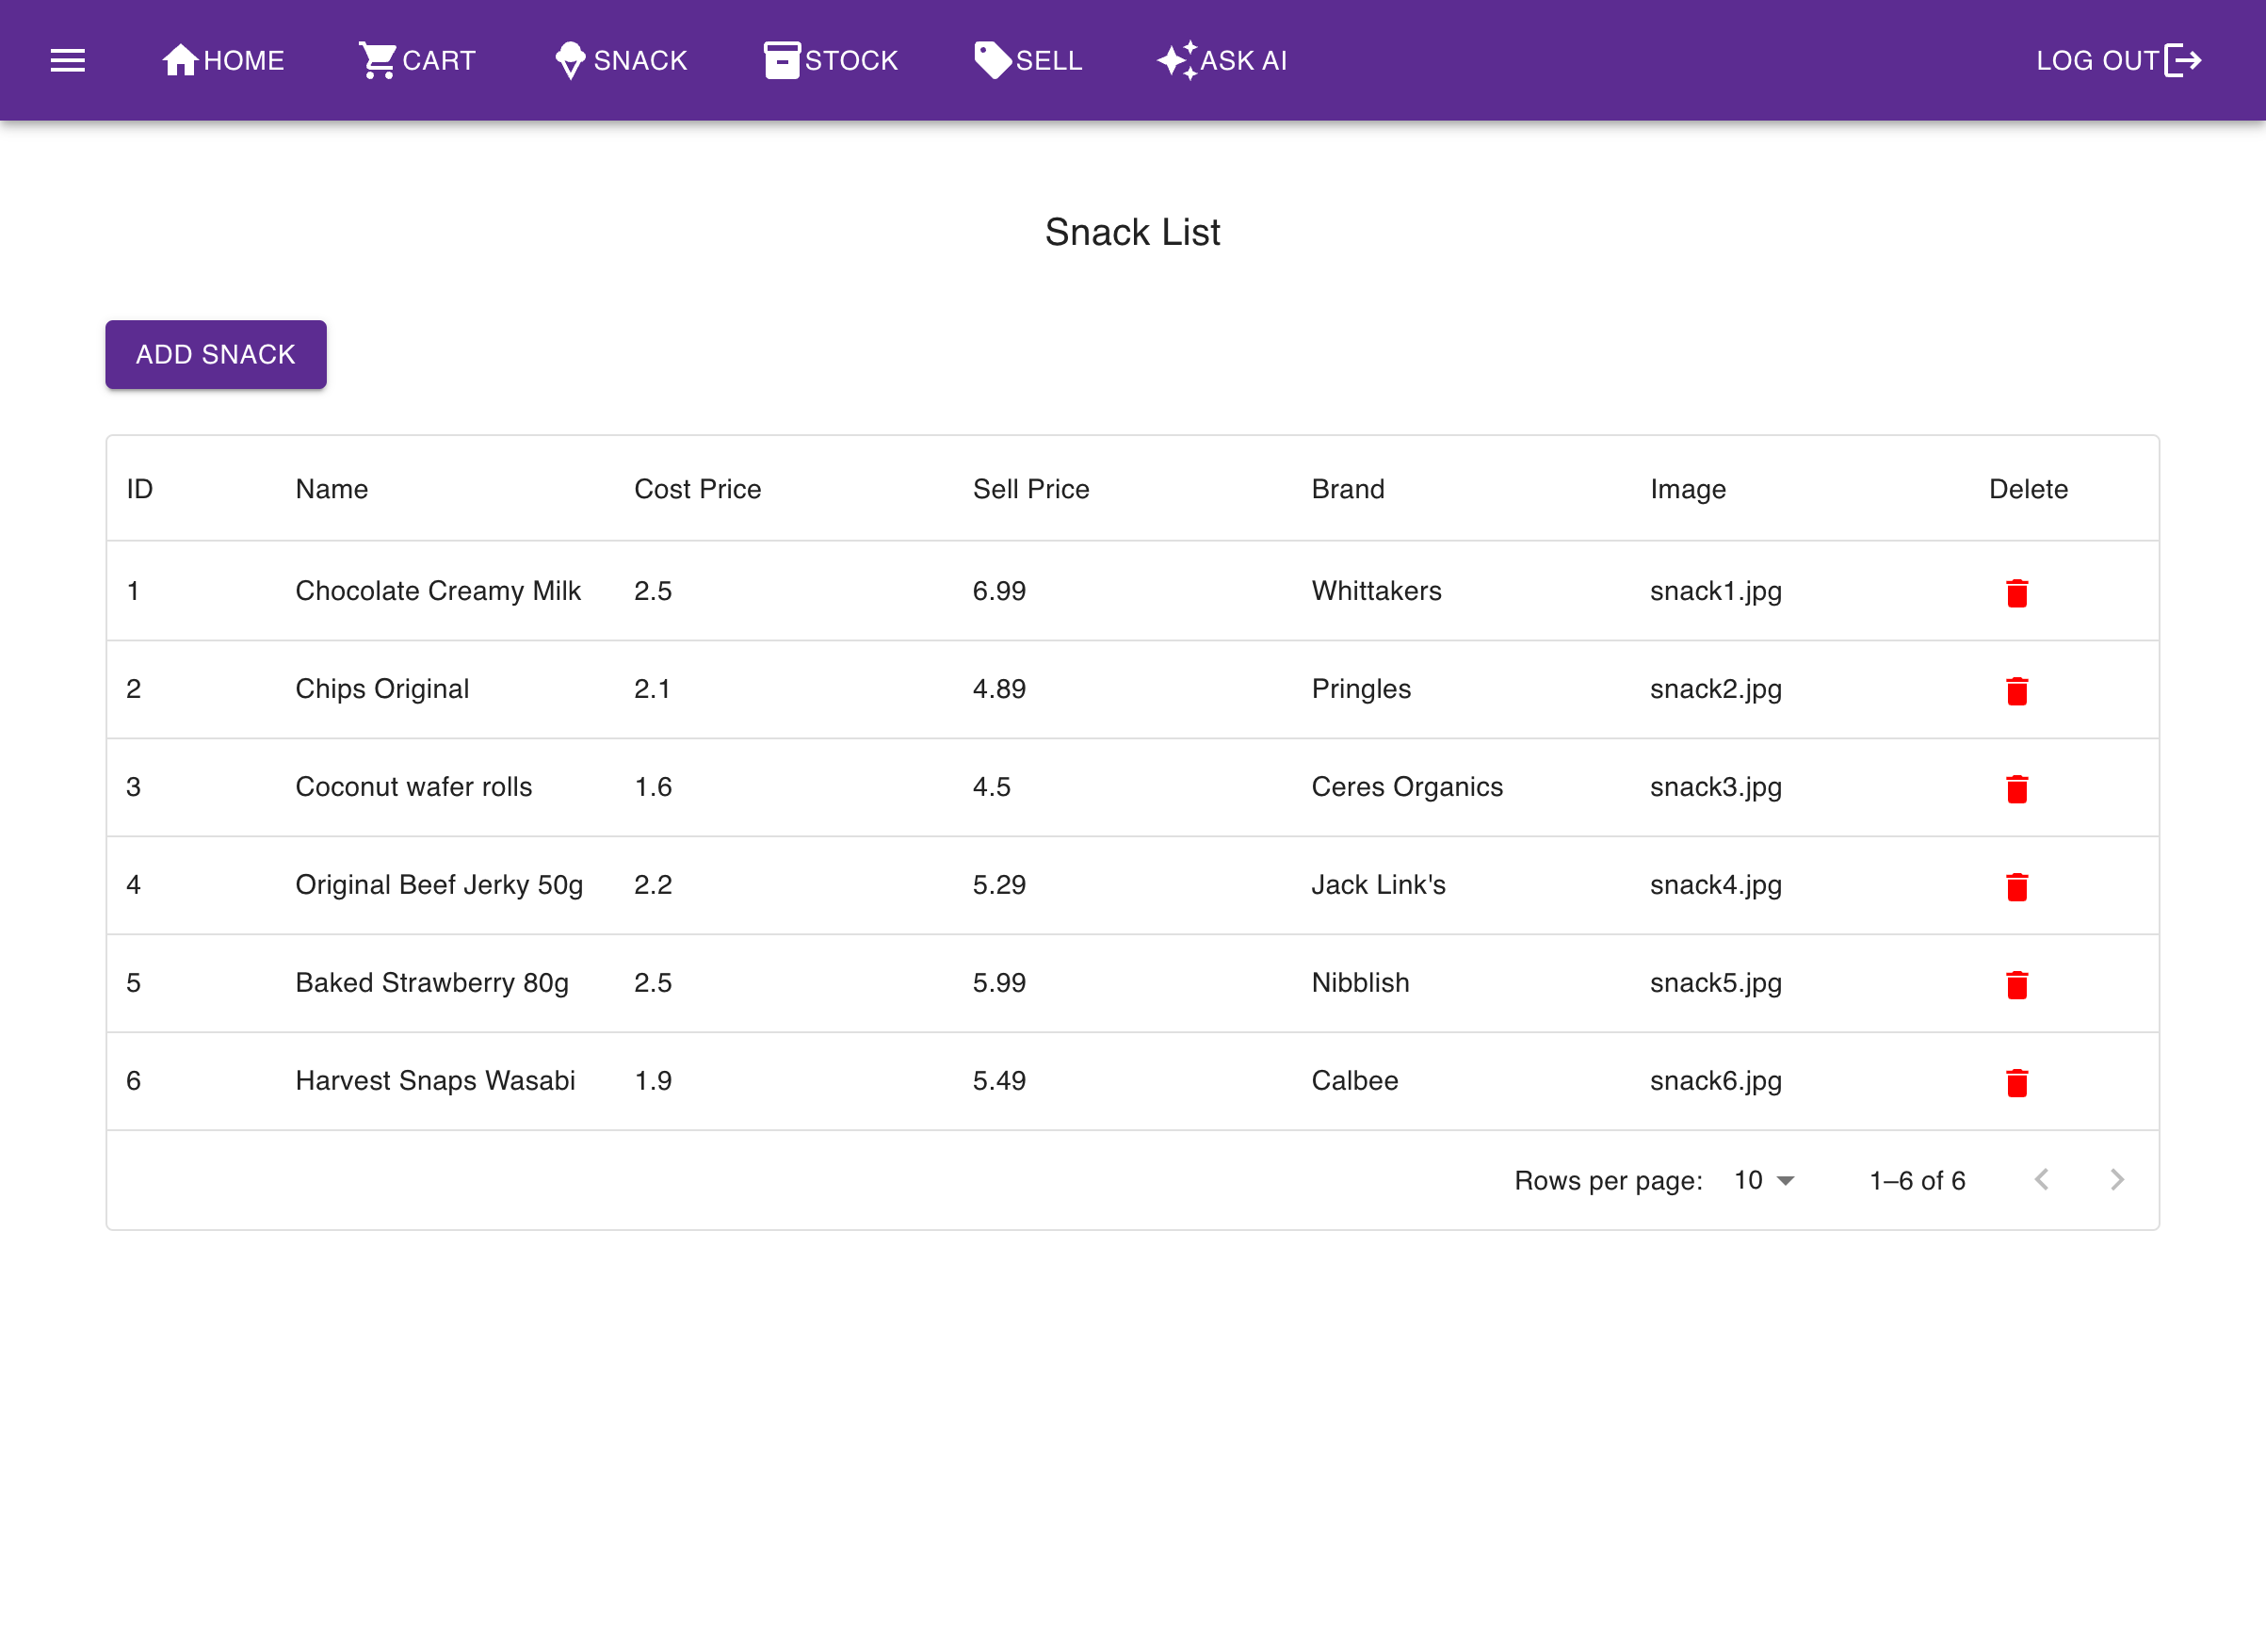 HOME CART SNACK STOCK SELL ASK AI LOG OUT
Snack List
ADD SNACK
ID Name Cost Price Sell Price Brand Image Delete
1 Chocolate Creamy Milk 2.5 6.99 Whittakers snack1.jpg
2 Chips Original 2.1 4.89 Pringles snack2.jpg
3 Coconut wafer rolls 1.6 4.5 Ceres Organics snack3.jpg
4 Original Beef Jerky 50g 2.2 5.29 Jack Link's snack4.jpg
5 Baked Strawberry 80g 2.5 5.99 Nibblish snack5.jpg
6 Harvest Snaps Wasabi 1.9 5.49 Calbee snack6.jpg
Rows per page: 10 1–6 of 6